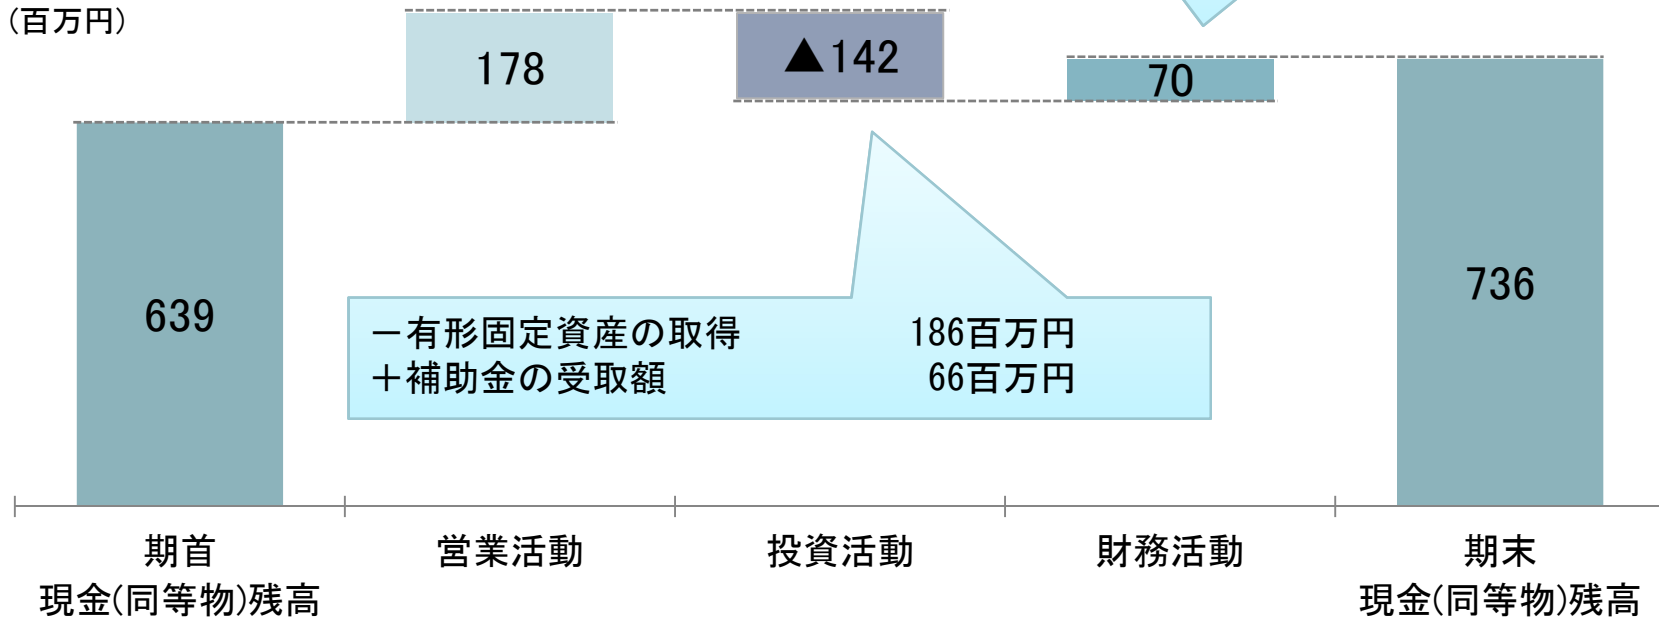 (百万円)
178
▲142
70
639
736
－有形固定資産の取得 186百万円
＋補助金の受取額 66百万円
期首 営業活動 投資活動 財務活動 期末
現金(同等物)残高 現金(同等物)残高